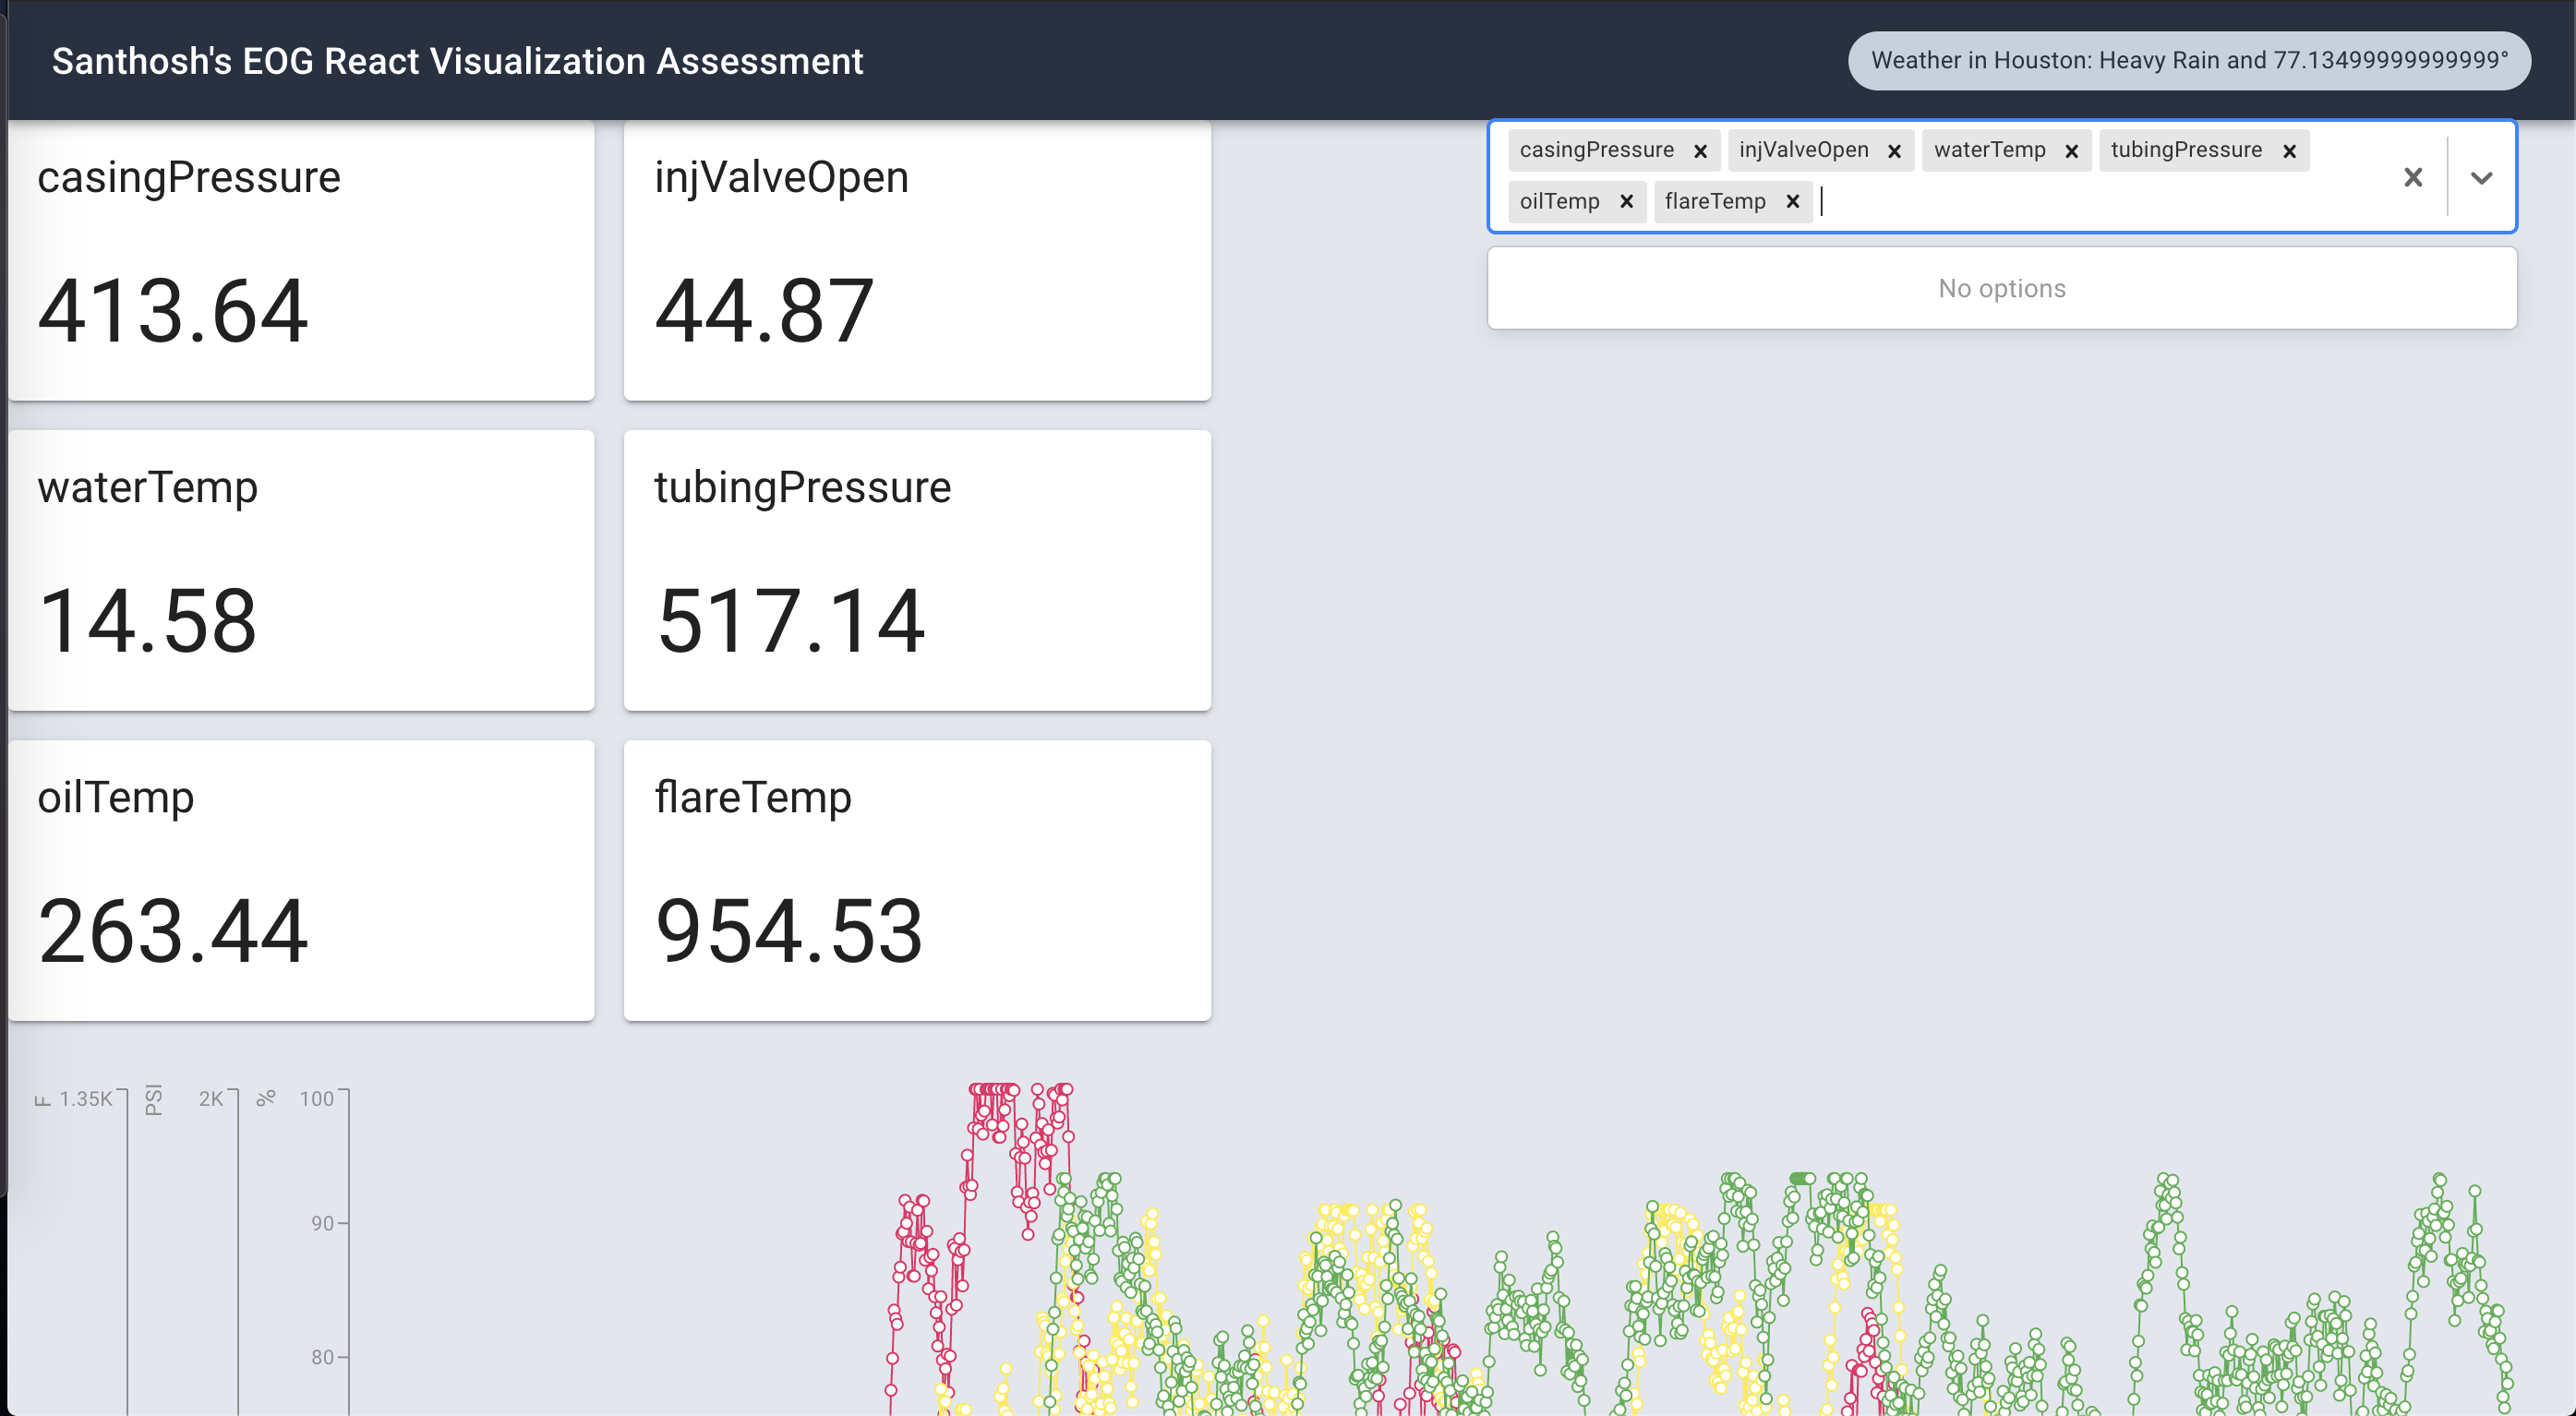 Santhosh's EOG React Visualization Assessment
Weather in Houston: Heavy Rain and 77.13499999999999°
casingPressure
413.64
injValveOpen
44.87
casingPressure injValveOpen waterTemp tubingPressure
oilTemp flareTemp
No options
waterTemp
14.58
tubingPressure
517.14
oilTemp
263.44
flareTemp
954.53
F 1.35K PSI 2K % 100
90
80